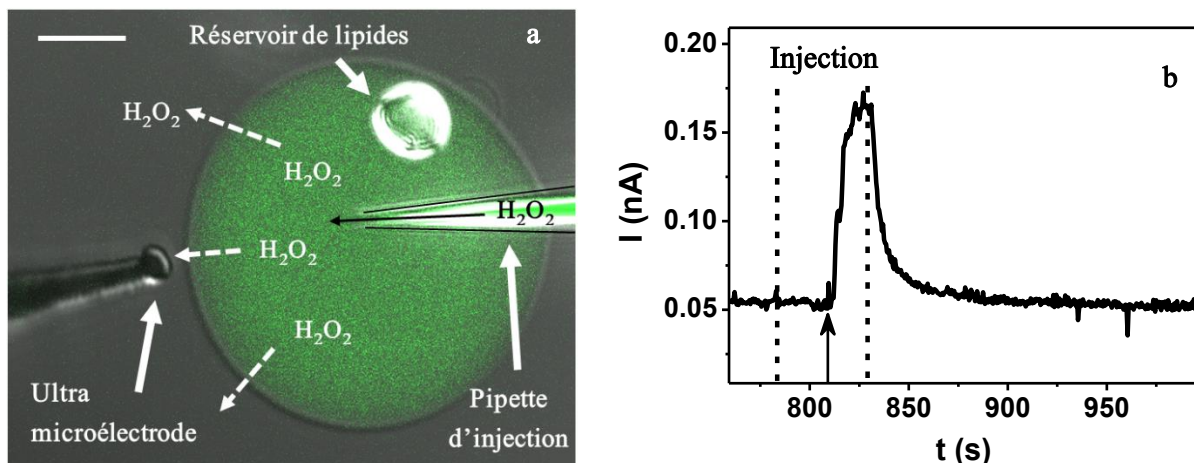 Réservoir de lipides
a
H₂O₂
H₂O₂
H₂O₂
H₂O₂
H₂O₂
Ultra
microélectrode
Pipette
d'injection
b
Injection
0.20
0.15
0.10
0.05
I (nA)
800
850
900
950
t (s)